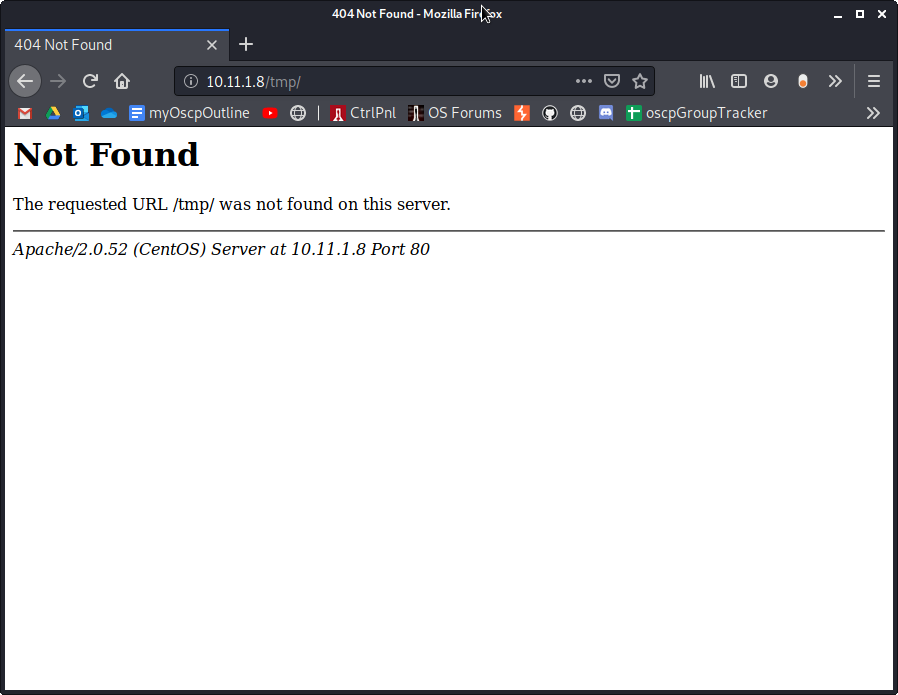 404 Not Found - Mozilla Firefox
404 Not Found
10.11.1.8/tmp/
myOscpOutline CtrlPnl OS Forums oscpGroupTracker
Not Found
The requested URL /tmp/ was not found on this server.
Apache/2.0.52 (CentOS) Server at 10.11.1.8 Port 80